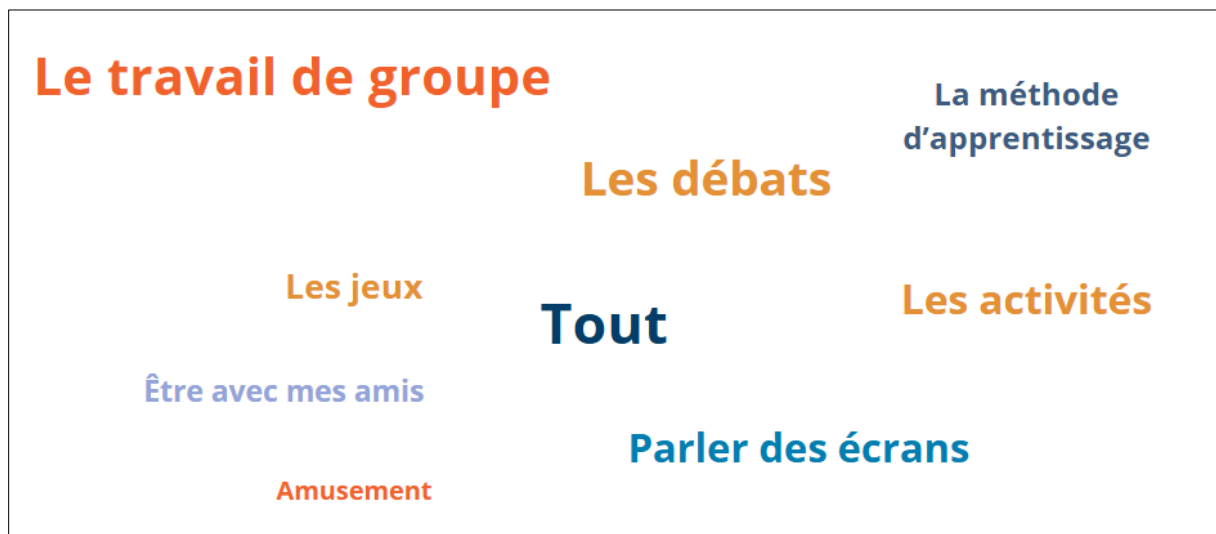 Le travail de groupe
La méthode
d’apprentissage
Les débats
Les jeux
Les activités
Tout
Être avec mes amis
Parler des écrans
Amusement